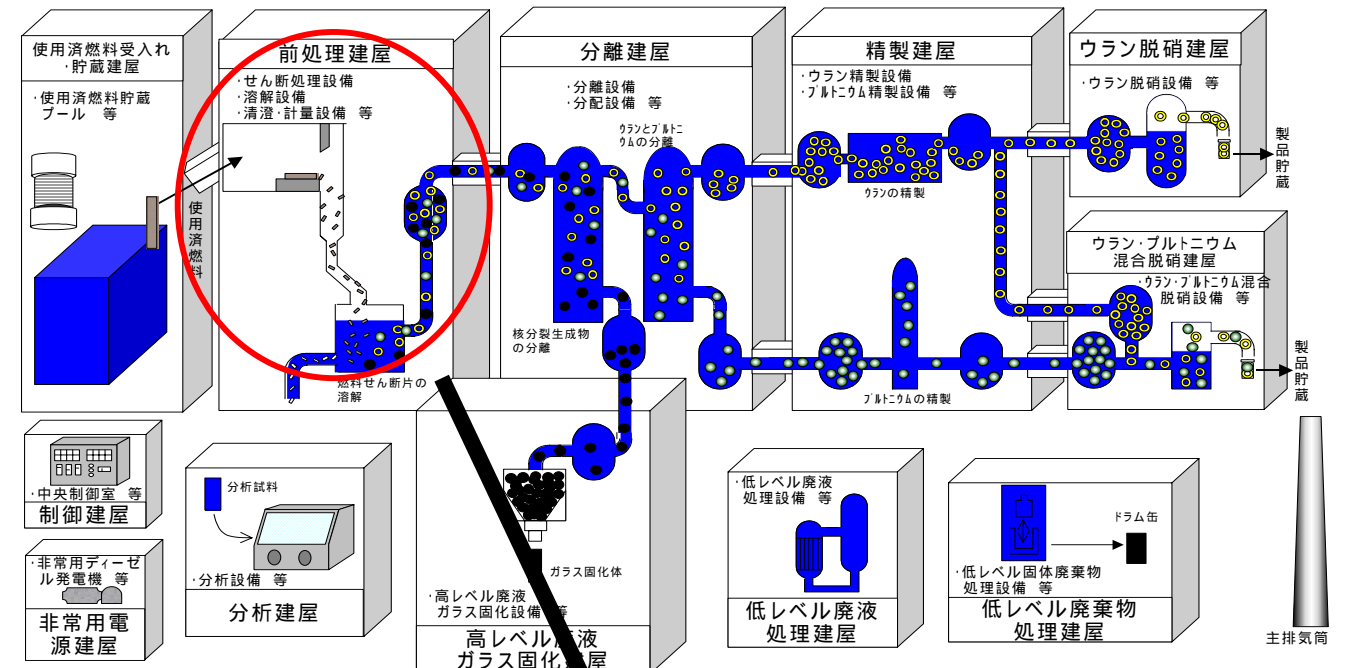 使用済燃料受入れ
・貯蔵建屋
・使用済燃料貯蔵
プール 等
使用済燃料
前処理建屋
・せん断処理設備
・溶解設備
・清澄・計量設備 等
燃料せん断片の
溶解
分離建屋
・分離設備
・分配設備 等
ウランとプルトニ
ウムの分離
核分裂生成物
の分離
精製建屋
・ウラン精製設備
・プルトニウム精製設備 等
ウランの精製
プルトニウムの精製
ウラン脱硝建屋
・ウラン脱硝設備 等
製品貯蔵
ウラン・プルトニウム
混合脱硝建屋
・ウラン・プルトニウム混合
脱硝設備 等
製品貯蔵
・中央制御室 等
制御建屋
・非常用ディーゼ
ル発電機 等
非常用電
源建屋
分析試料
・分析設備 等
分析建屋
ガラス固化体
・高レベル廃液
ガラス固化設備 等
高レベル廃液
ガラス固化建屋
・低レベル廃液
処理設備 等
低レベル廃液
処理建屋
ドラム缶
・低レベル固体廃棄物
処理設備 等
低レベル廃棄物
処理建屋
主排気筒